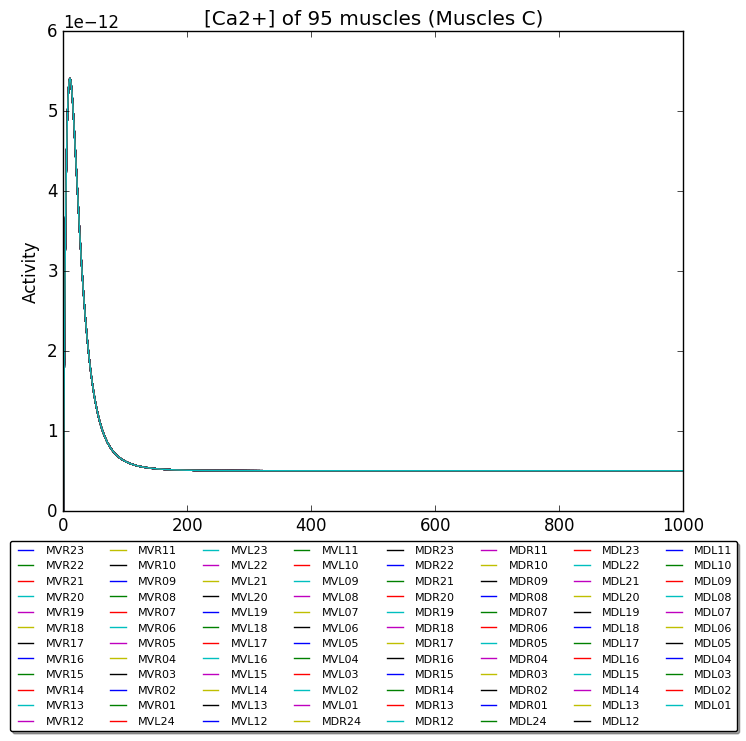 [Ca2+] of 95 muscles (Muscles C)
1e−12
6
5
4
3
2
1
0
Activity
0 200 400 600 800 1000
MVR23 MVR11 MVL23 MVL11 MDR23 MDR11 MDL23 MDL11
MVR22 MVR10 MVL22 MVL10 MDR22 MDR10 MDL22 MDL10
MVR21 MVR09 MVL21 MVL09 MDR21 MDR09 MDL21 MDL09
MVR20 MVR08 MVL20 MVL08 MDR20 MDR08 MDL20 MDL08
MVR19 MVR07 MVL19 MVL07 MDR19 MDR07 MDL19 MDL07
MVR18 MVR06 MVL18 MVL06 MDR18 MDR06 MDL18 MDL06
MVR17 MVR05 MVL17 MVL05 MDR17 MDR05 MDL17 MDL05
MVR16 MVR04 MVL16 MVL04 MDR16 MDR04 MDL16 MDL04
MVR15 MVR03 MVL15 MVL03 MDR15 MDR03 MDL15 MDL03
MVR14 MVR02 MVL14 MVL02 MDR14 MDR02 MDL14 MDL02
MVR13 MVR01 MVL13 MVL01 MDR13 MDR01 MDL13 MDL01
MVR12 MVL24 MVL12 MDR24 MDR12 MDL24 MDL12